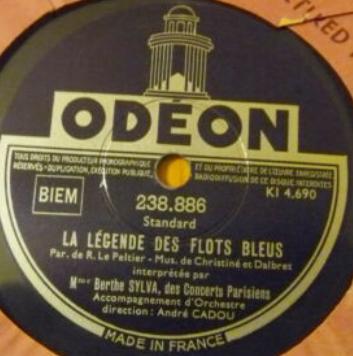 ODÉON
TOUS DROITS DU PRODUCTEUR PHONOGRAPHIQUE ET DU PROPRIÉTAIRE DE L'ŒUVRE ENREGISTRÉE
RÉSERVÉS • DUPLICATION, EXÉCUTION PUBLIQUE, RADIODIFFUSION DE CE DISQUE INTERDITES
BIEM
KI 4.690
238.886
Standard
LA LÉGENDE DES FLOTS BLEUS
Par. de R. Le Peltier - Mus. de Christiné et Dalbret
interprétée par
Mme Berthe SYLVA, des Concerts Parisiens
Accompagnement d'Orchestre
direction : André CADOU
MADE IN FRANCE